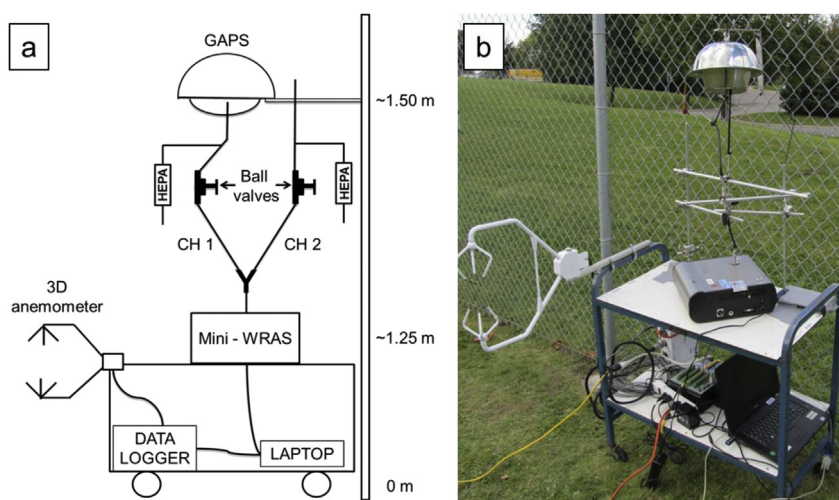 a
GAPS
~1.50 m
HEPA
Ball
valves
HEPA
CH 1
CH 2
3D
anemometer
Mini - WRAS
~1.25 m
DATA
LOGGER
LAPTOP
0 m
b